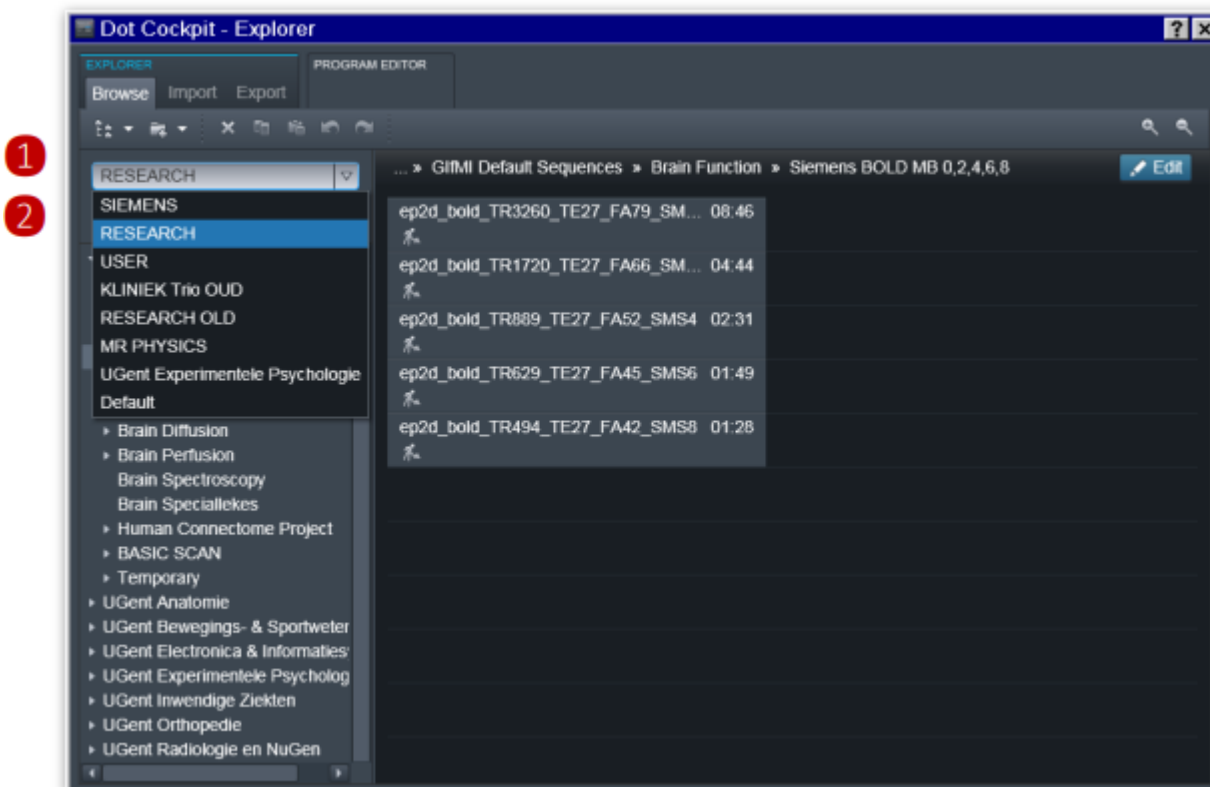 Dot Cockpit - Explorer
?
EXPLORER
PROGRAM EDITOR
Browse Import Export
1
2
RESEARCH
SIEMENS
RESEARCH
USER
KLINIEK Trio OUD
RESEARCH OLD
MR PHYSICS
UGent Experimentele Psychologie
Default
Brain Diffusion
Brain Perfusion
Brain Spectroscopy
Brain Speciallekes
Human Connectome Project
BASIC SCAN
Temporary
UGent Anatomie
UGent Bewegings- & Sportweter
UGent Electronica & Informaties
UGent Experimentele Psycholog
UGent Inwendige Ziekten
UGent Orthopedie
UGent Radiologie en NuGen
... » GIfMI Default Sequences » Brain Function » Siemens BOLD MB 0,2,4,6,8
Edit
ep2d_bold_TR3260_TE27_FA79_SM... 08:46
ep2d_bold_TR1720_TE27_FA66_SM... 04:44
ep2d_bold_TR889_TE27_FA52_SMS4 02:31
ep2d_bold_TR629_TE27_FA45_SMS6 01:49
ep2d_bold_TR494_TE27_FA42_SMS8 01:28